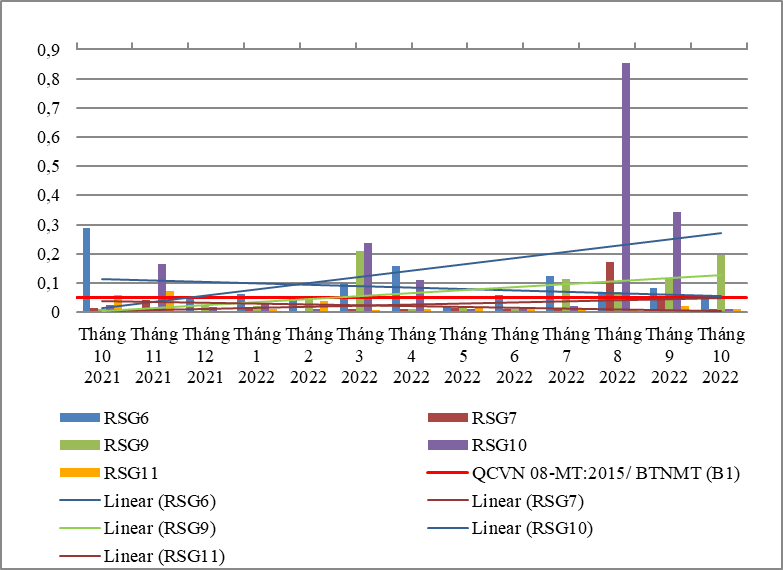 0,9
0,8
0,7
0,6
0,5
0,4
0,3
0,2
0,1
0
Tháng 10 2021
Tháng 11 2021
Tháng 12 2021
Tháng 1 2022
Tháng 2 2022
Tháng 3 2022
Tháng 4 2022
Tháng 5 2022
Tháng 6 2022
Tháng 7 2022
Tháng 8 2022
Tháng 9 2022
Tháng 10 2022
RSG6
RSG7
RSG9
RSG10
RSG11
QCVN 08-MT:2015/ BTNMT (B1)
Linear (RSG6)
Linear (RSG7)
Linear (RSG9)
Linear (RSG10)
Linear (RSG11)